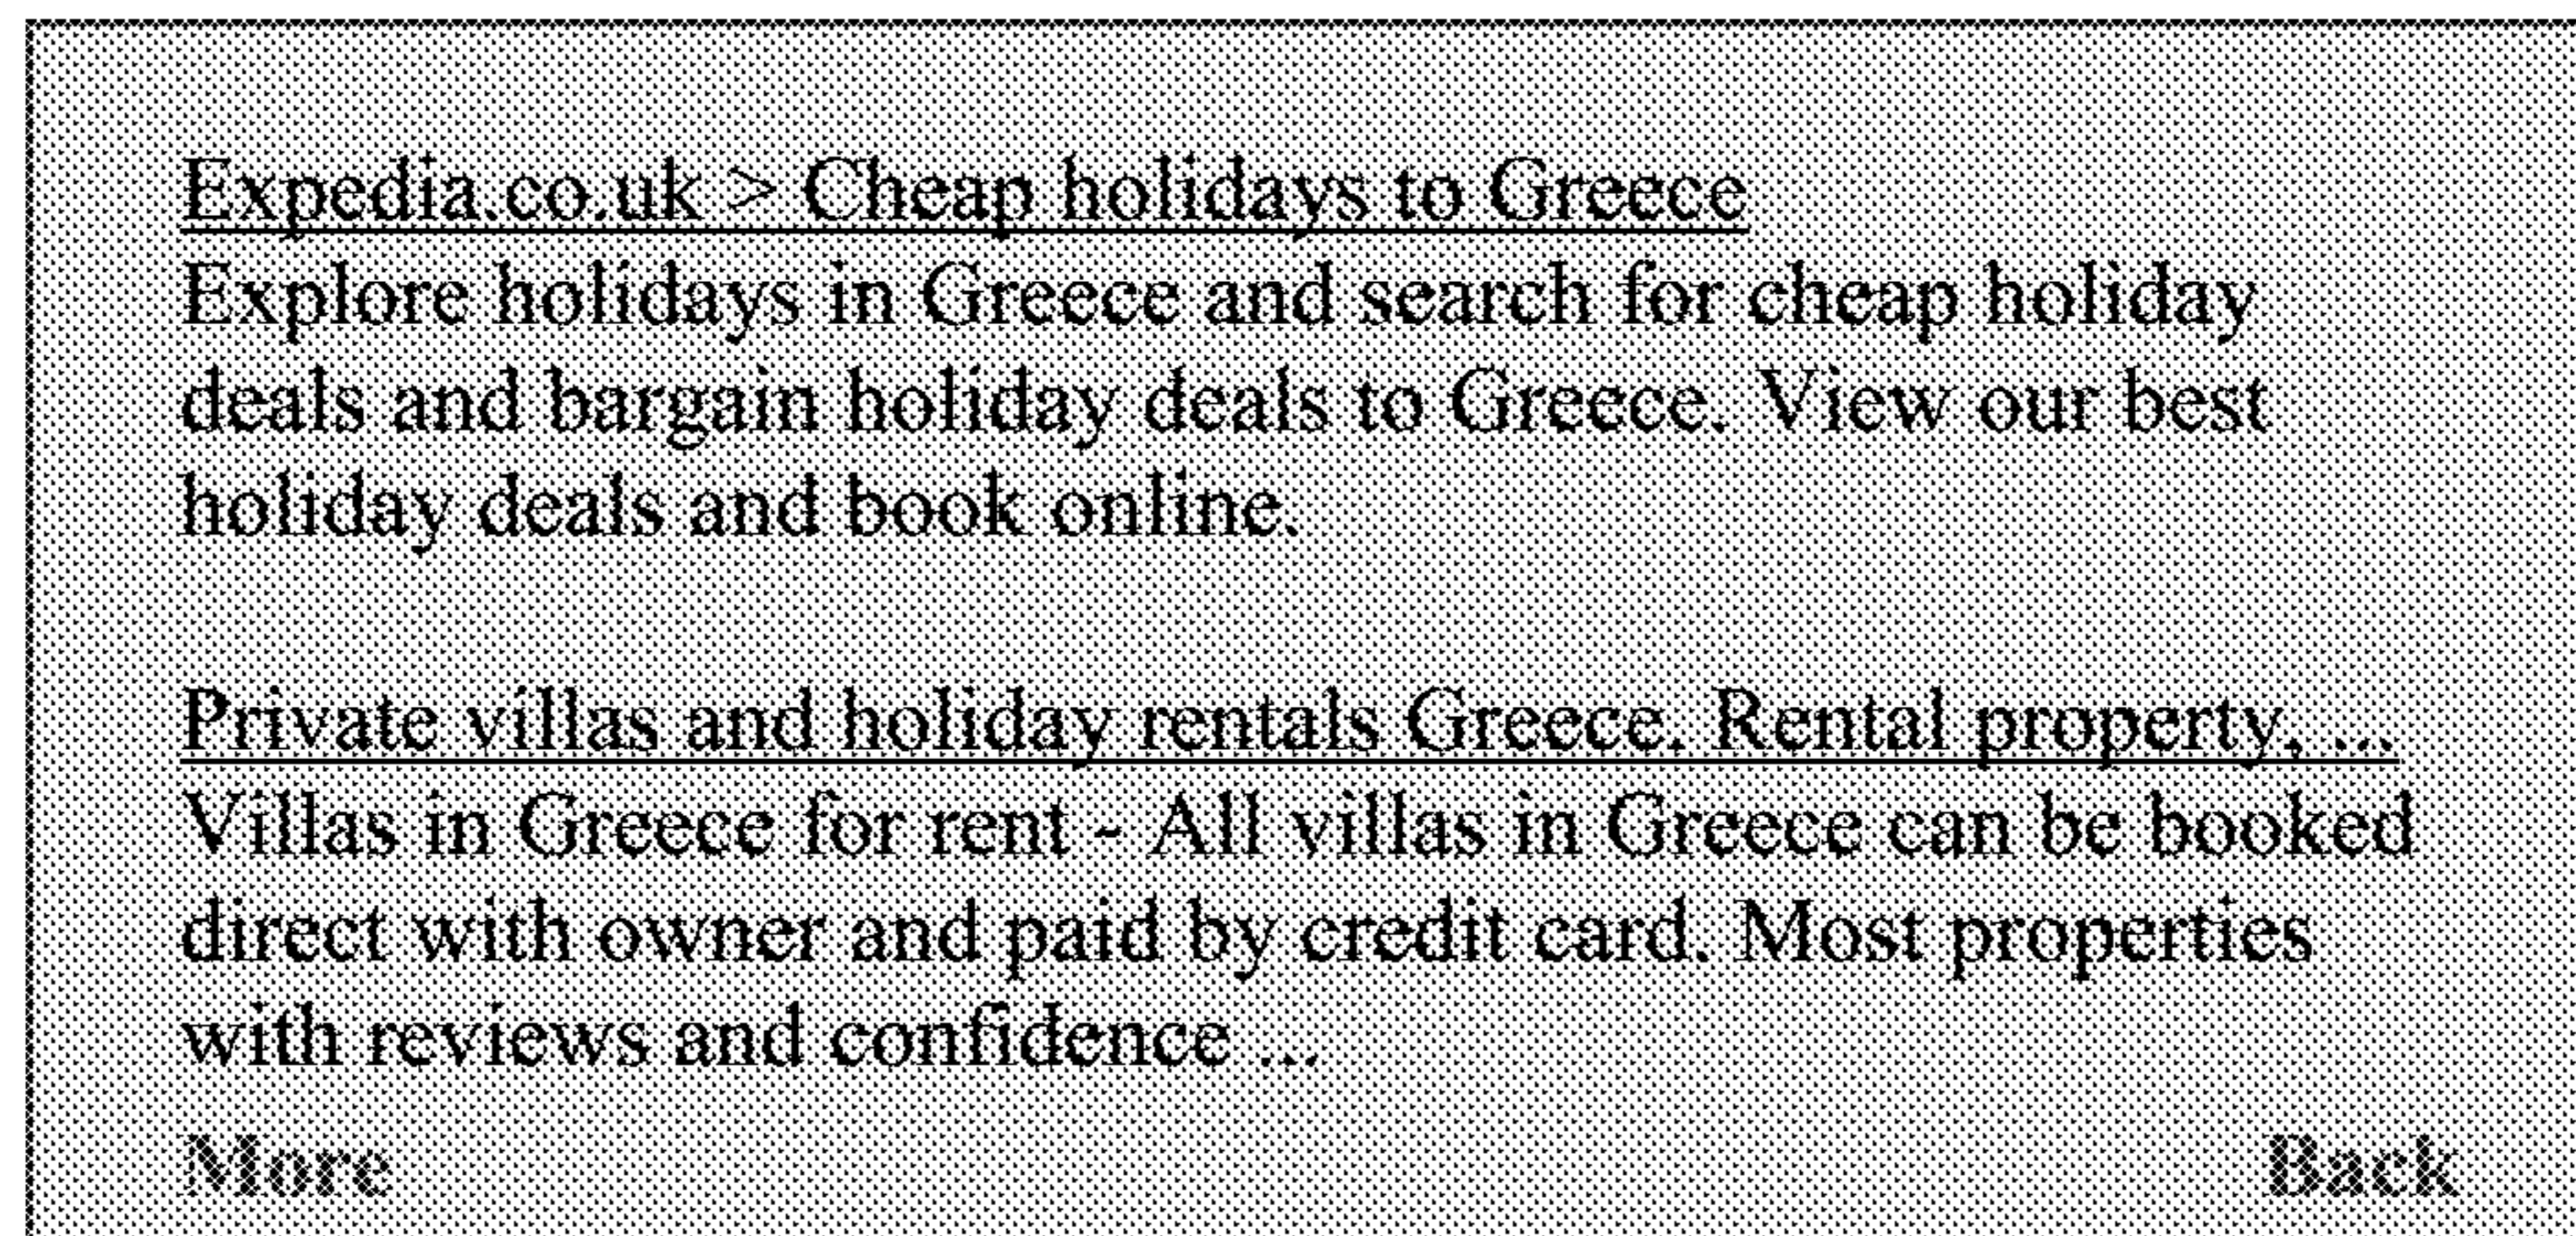 Expedia.co.uk > Cheap holidays to Greece
Explore holidays in Greece and search for cheap holiday
deals and bargain holiday deals to Greece. View our best
holiday deals and book online.
Private villas and holiday rentals Greece. Rental property, ...
Villas in Greece for rent - All villas in Greece can be booked
direct with owner and paid by credit card. Most properties
with reviews and confidence ...
More Back